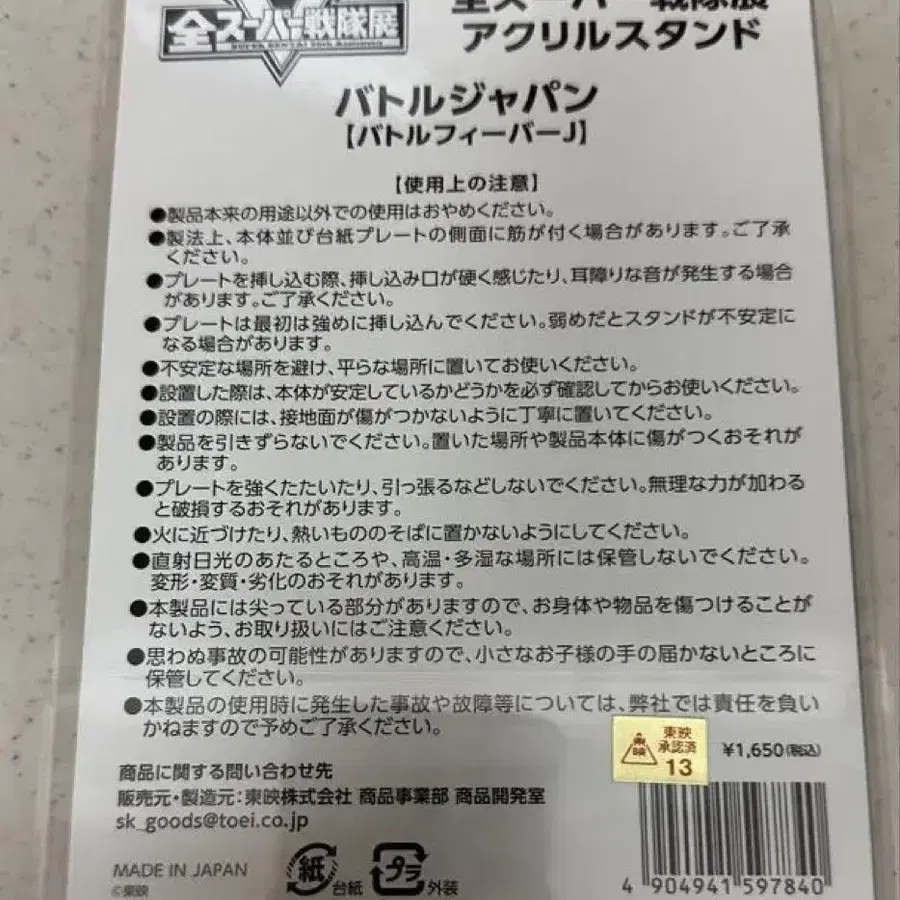 全スーパー戦隊展
SUPER SENTAI 50th Anniversary
全スーパー戦隊展
アクリルスタンド
バトルジャパン
【バトルフィーバーJ】
【使用上の注意】
●製品本来の用途以外での使用はおやめください。
●製法上、本体並び台紙プレートの側面に筋が付く場合があります。ご了承
ください。
●プレートを挿し込む際、挿し込み口が硬く感じたり、耳障りな音が発生する場合
があります。ご了承ください。
●プレートは最初は強めに挿し込んでください。弱めだとスタンドが不安定に
なる場合があります。
●不安定な場所を避け、平らな場所に置いてお使いください。
●設置した際は、本体が安定しているかどうかを必ず確認してからお使いください。
●設置の際には、接地面が傷がつかないように丁寧に置いてください。
●製品を引きずらないでください。置いた場所や製品本体に傷がつくおそれが
あります。
●プレートを強くたたいたり、引っ張るなどしないでください。無理な力が加わる
と破損するおそれがあります。
●火に近づけたり、熱いもののそばに置かないようにしてください。
●直射日光のあたるところや、高温・多湿な場所には保管しないでください。
変形・変質・劣化のおそれがあります。
●本製品には尖っている部分がありますので、お身体や物品を傷つけることが
ないよう、お取り扱いにはご注意ください。
●思わぬ事故の可能性がありますので、小さなお子様の手の届かないところに
保管してください。
●本製品の使用時に発生した事故や故障等については、弊社では責任を負い
かねますので予めご了承ください。
東映
東映
承認済
13
¥1,650(税込)
商品に関する問い合わせ先
販売元・製造元：東映株式会社 商品事業部 商品開発室
sk_goods@toei.co.jp
MADE IN JAPAN
©東映
紙
台紙
プラ
外装
4 904941 597840